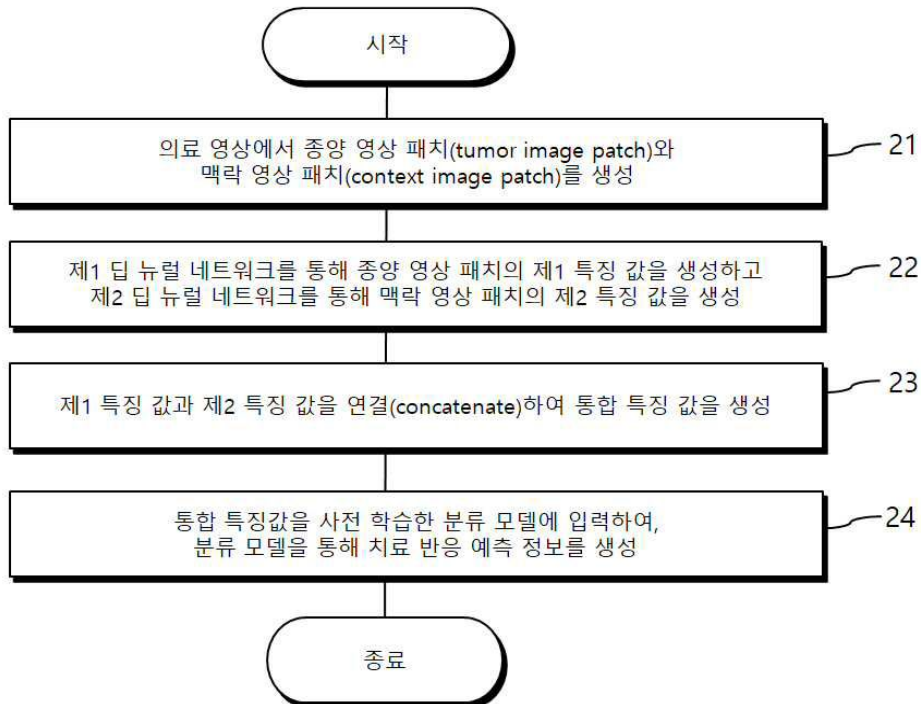 시작
의료 영상에서 종양 영상 패치(tumor image patch)와
맥락 영상 패치(context image patch)를 생성
21
제1 딥 뉴럴 네트워크를 통해 종양 영상 패치의 제1 특징 값을 생성하고
제2 딥 뉴럴 네트워크를 통해 맥락 영상 패치의 제2 특징 값을 생성
22
제1 특징 값과 제2 특징 값을 연결(concatenate)하여 통합 특징 값을 생성
23
통합 특징값을 사전 학습한 분류 모델에 입력하여,
분류 모델을 통해 치료 반응 예측 정보를 생성
24
종료